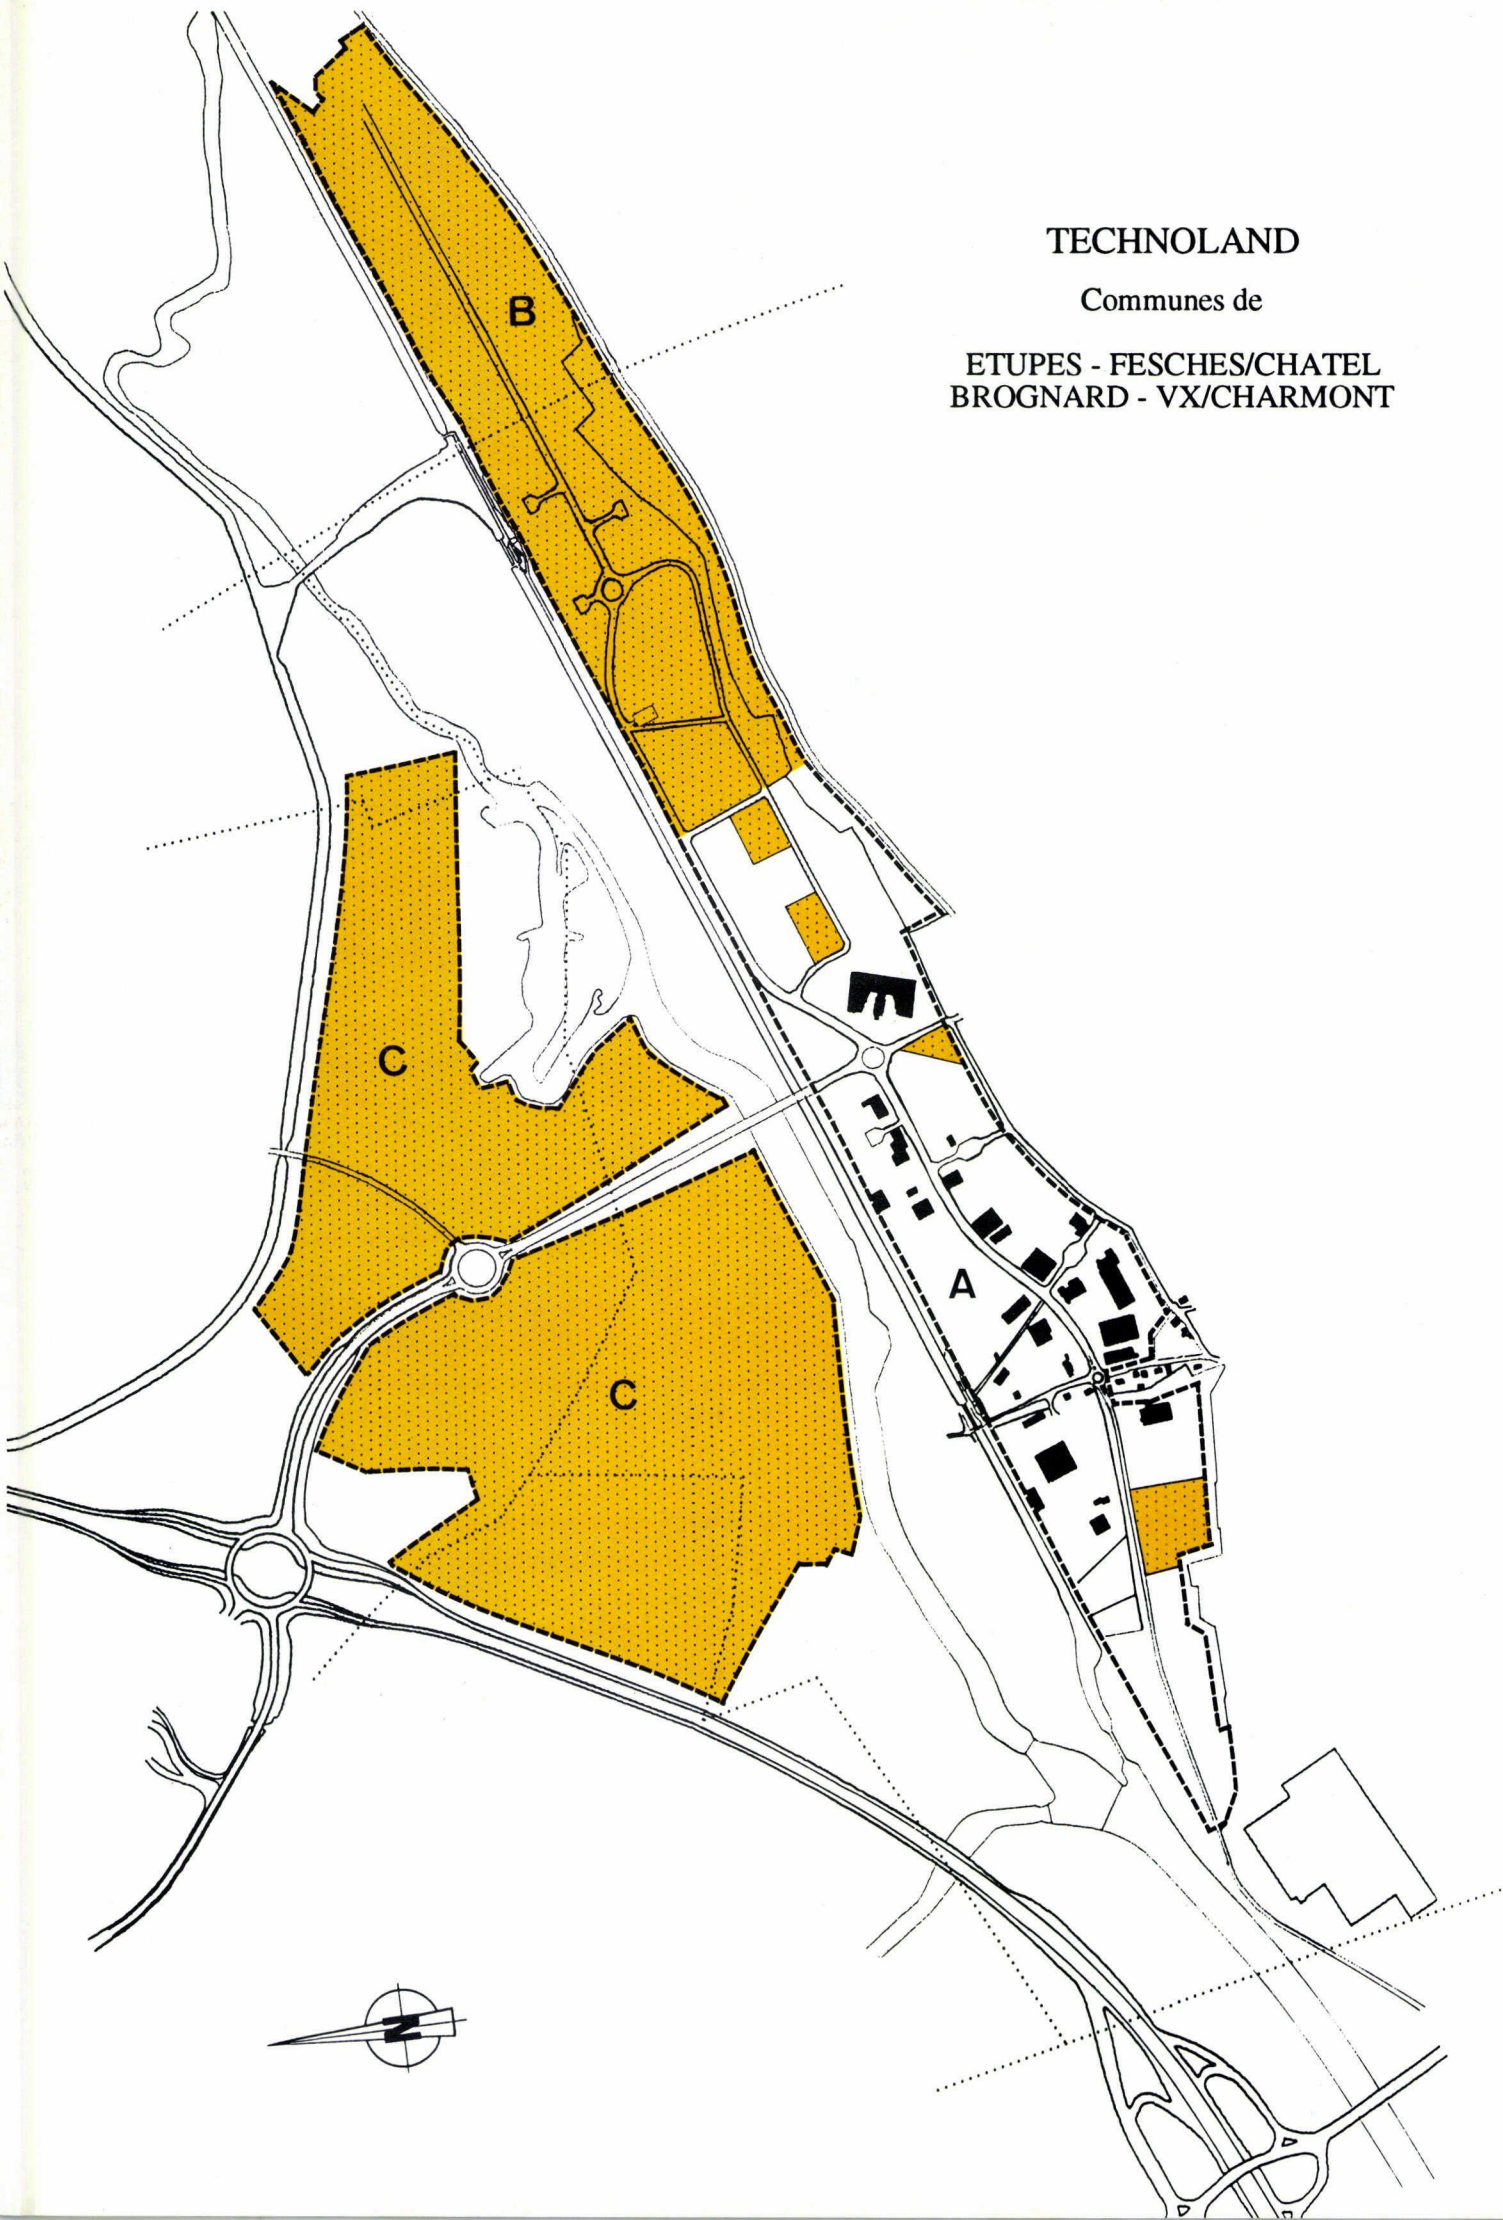 TECHNOLAND
Communes de
ETUPES - FESCHES/CHATEL
BROGNARD - VX/CHARMONT
B
C
A
C
N